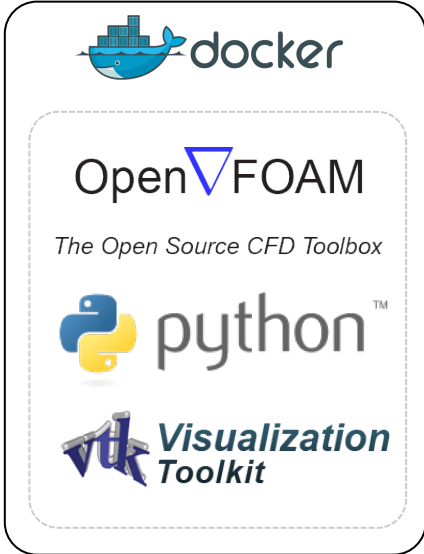 docker
Open∇FOAM
The Open Source CFD Toolbox
python™
vtk Visualization
Toolkit